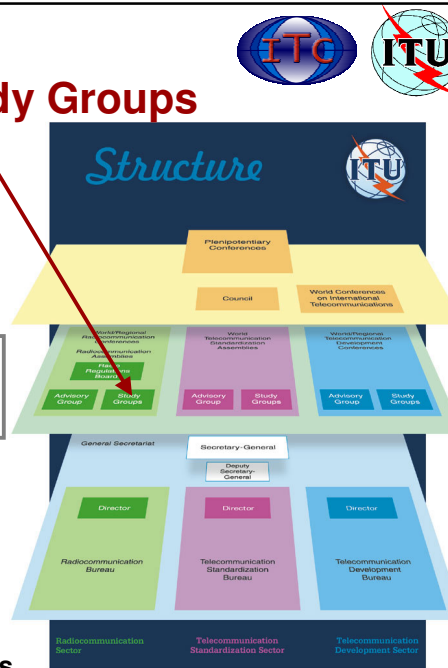 ITC
ITU
dy Groups
Structure
ITU
Plenipotentiary
Conferences
Council
World Conferences
on International
Telecommunications
World/Regional
Radiocommunication
Conferences
Radiocommunication
Assemblies
Radio
Regulations
Board
Advisory
Group
Study
Groups
World
Telecommunication
Standardization
Assemblies
Advisory
Group
Study
Groups
World/Regional
Telecommunication
Development
Conferences
Advisory
Group
Study
Groups
General Secretariat
Secretary-General
Deputy
Secretary-
General
Director
Director
Director
Radiocommunication
Bureau
Telecommunication
Standardization
Bureau
Telecommunication
Development
Bureau
Radiocommunication
Sector
Telecommunication
Standardization Sector
Telecommunication
Development Sector
s